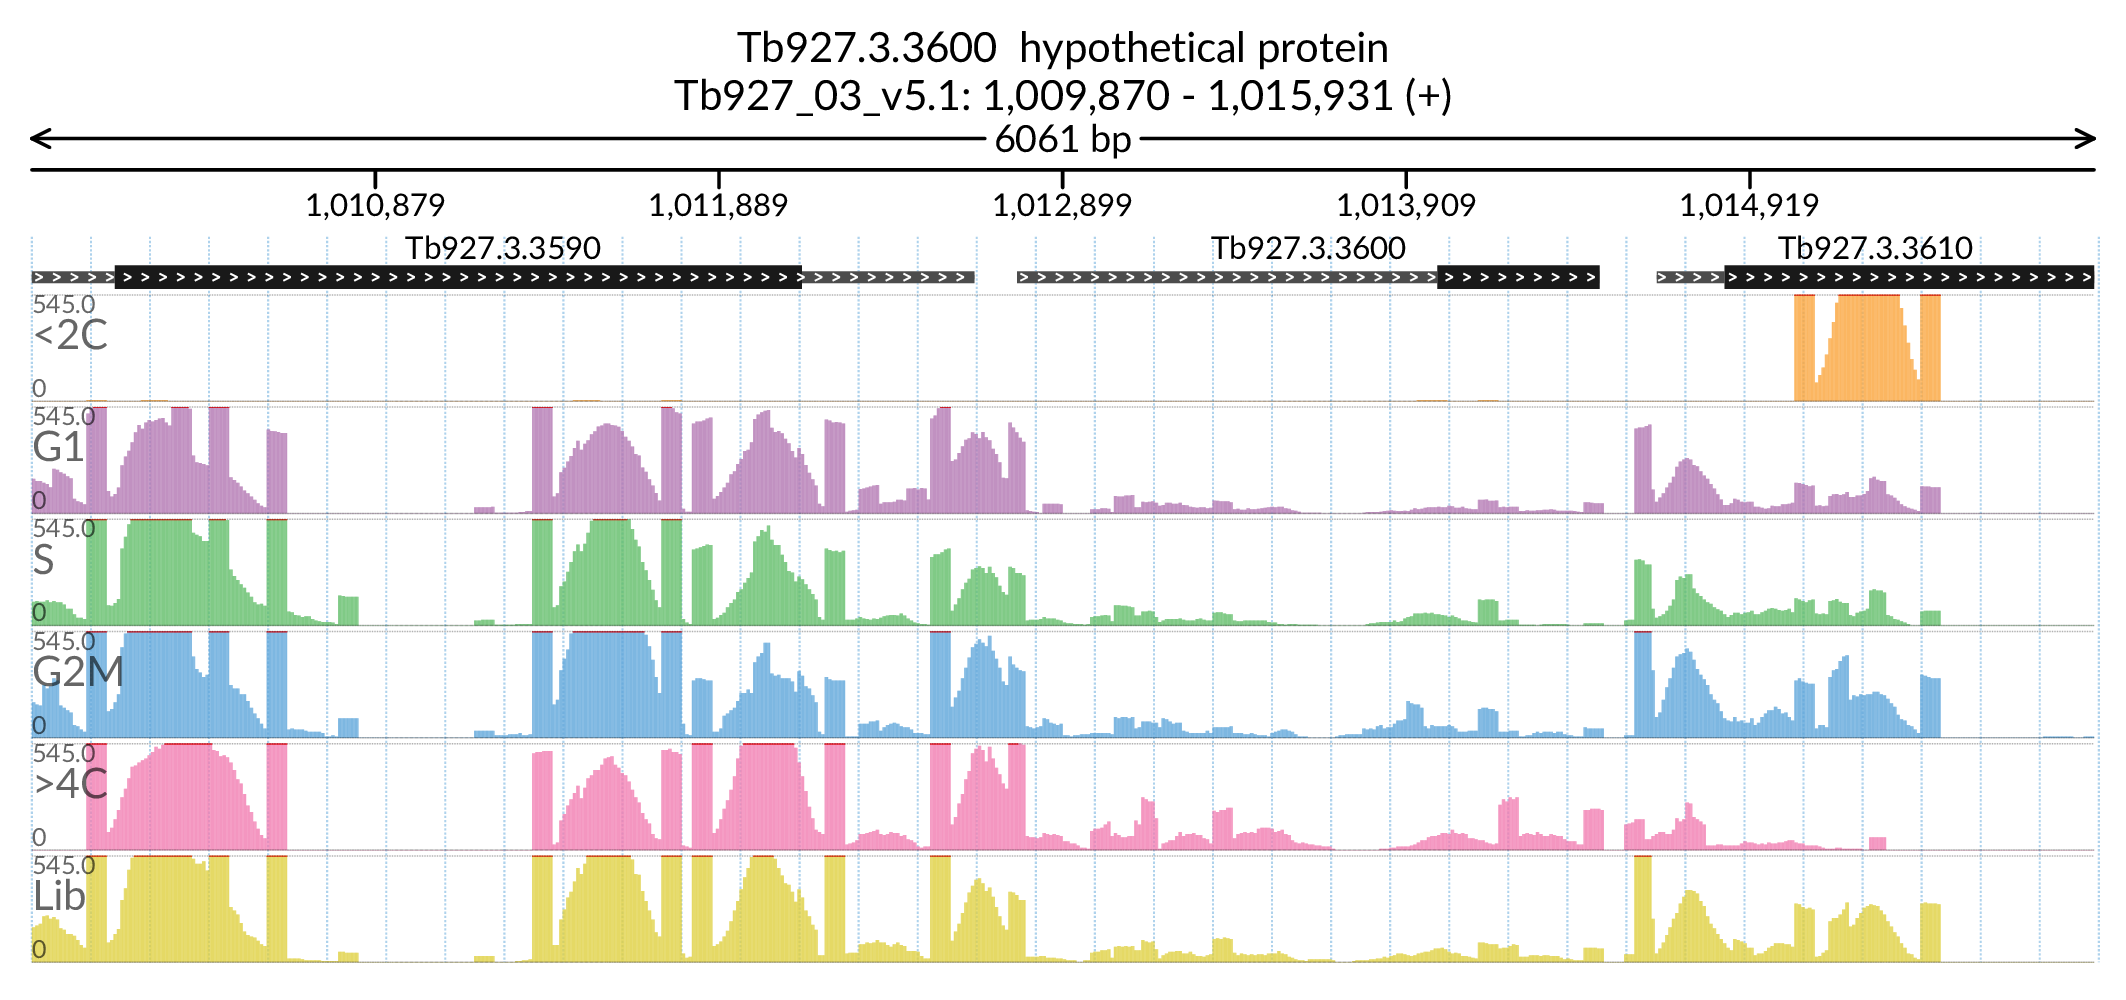 Tb927.3.3600 hypothetical protein
Tb927_03_v5.1: 1,009,870 - 1,015,931 (+)
6061 bp
1,010,879 1,011,889 1,012,899 1,013,909 1,014,919
Tb927.3.3590 Tb927.3.3600 Tb927.3.3610
545.0
<2C
0
545.0
G1
0
545.0
S
0
545.0
G2M
0
545.0
>4C
0
545.0
Lib
0